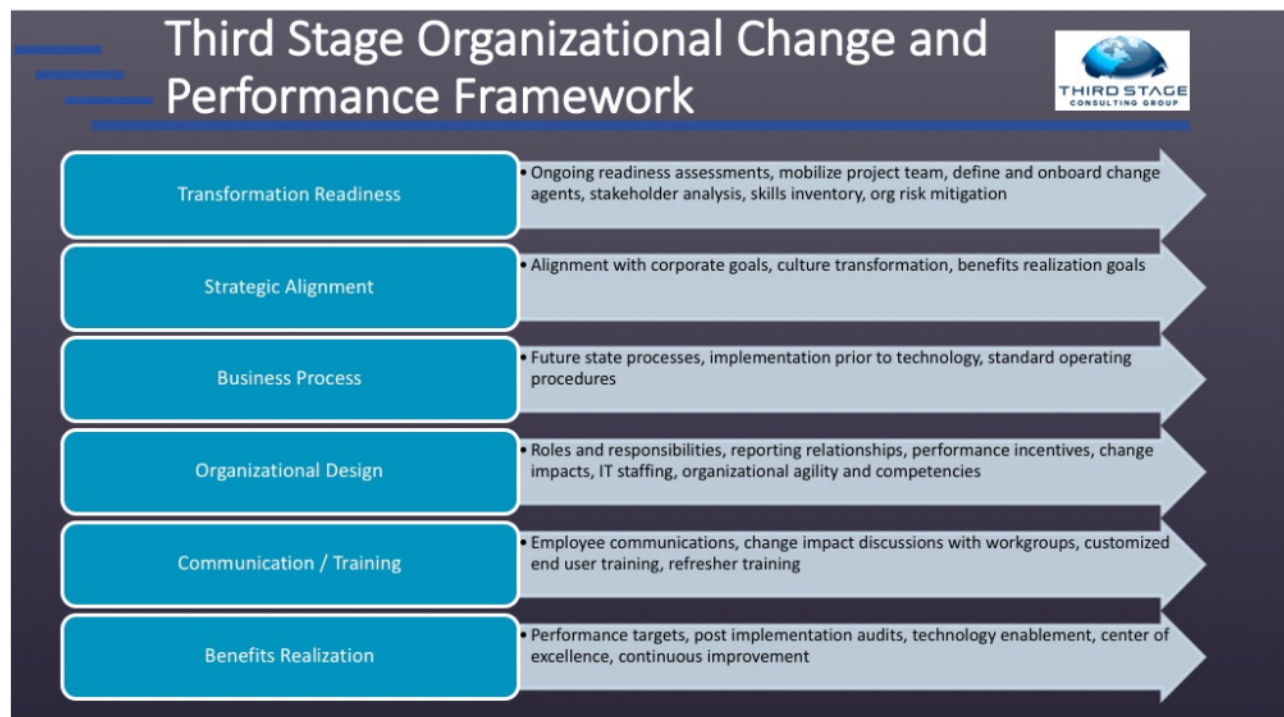 Third Stage Organizational Change and
Performance Framework
THIRD STAGE
CONSULTING GROUP
Transformation Readiness
• Ongoing readiness assessments, mobilize project team, define and onboard change
agents, stakeholder analysis, skills inventory, org risk mitigation
Strategic Alignment
• Alignment with corporate goals, culture transformation, benefits realization goals
Business Process
• Future state processes, implementation prior to technology, standard operating
procedures
Organizational Design
• Roles and responsibilities, reporting relationships, performance incentives, change
impacts, IT staffing, organizational agility and competencies
Communication / Training
• Employee communications, change impact discussions with workgroups, customized
end user training, refresher training
Benefits Realization
• Performance targets, post implementation audits, technology enablement, center of
excellence, continuous improvement